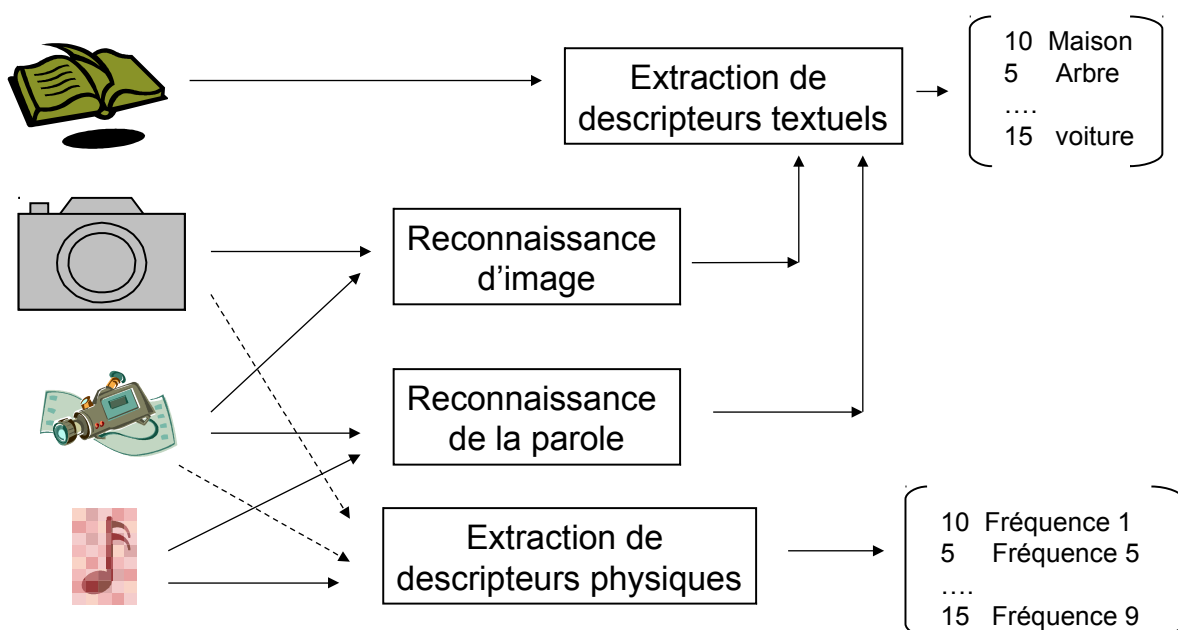 Extraction de
descripteurs textuels
10 Maison
5 Arbre
....
15 voiture
Reconnaissance
d’image
Reconnaissance
de la parole
Extraction de
descripteurs physiques
10 Fréquence 1
5 Fréquence 5
....
15 Fréquence 9